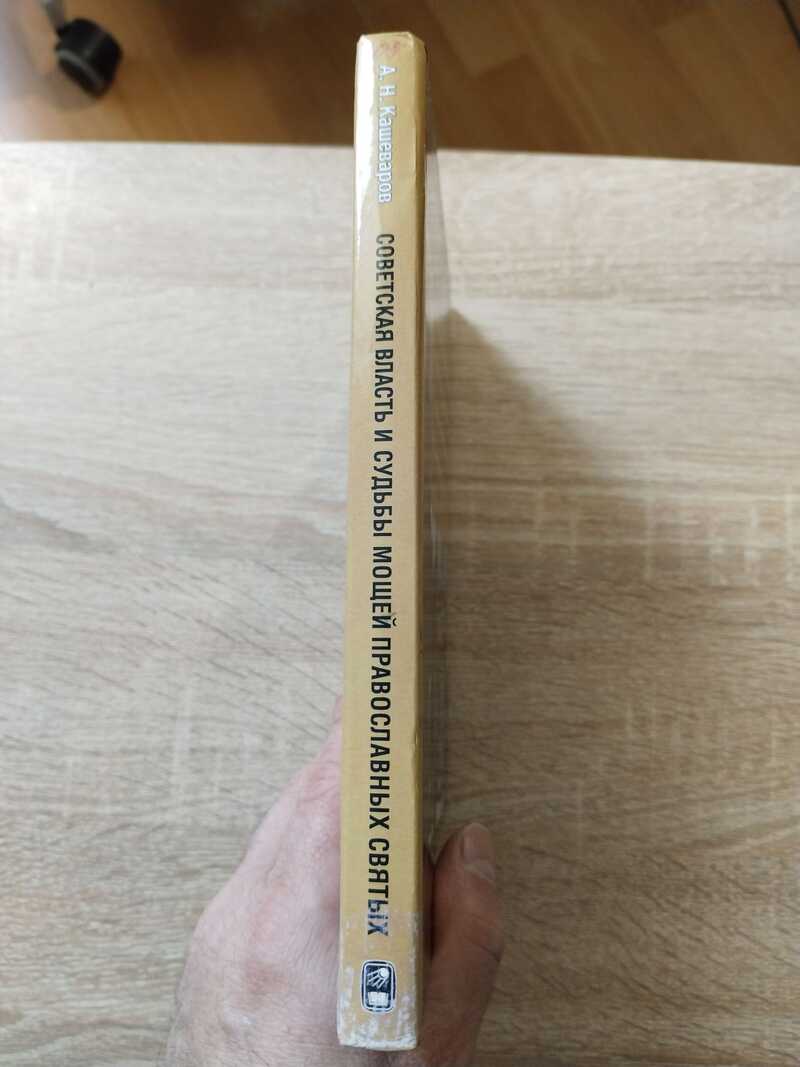 А. Н. Кашеваров
СОВЕТСКАЯ ВЛАСТЬ И СУДЬБЫ МОЩЕЙ ПРАВОСЛАВНЫХ СВЯТЫХ